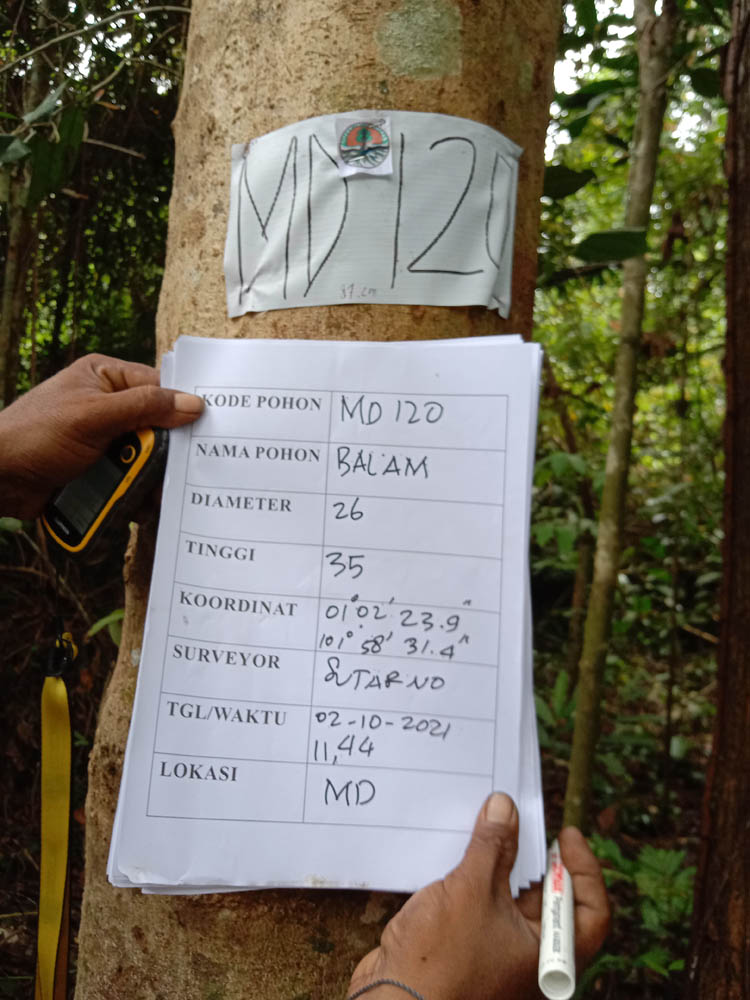 MD 120
37 cm
KODE POHON MD 120
NAMA POHON BALAM
DIAMETER 26
TINGGI 35
KOORDINAT 01° 02' 23.9"
101° 58' 31.4"
SURVEYOR SUTARNO
TGL/WAKTU 02-10-2021
11,44
LOKASI MD